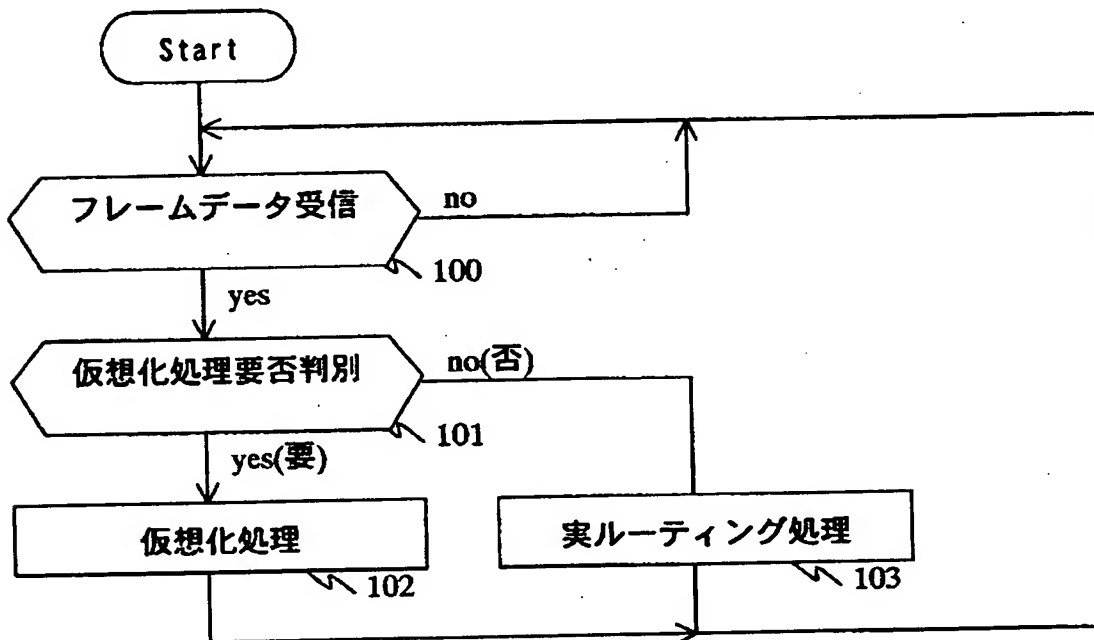 Start
フレームデータ受信
no
100
yes
仮想化処理要否判別
no(否)
101
yes(要)
仮想化処理
実ルーティング処理
102
103